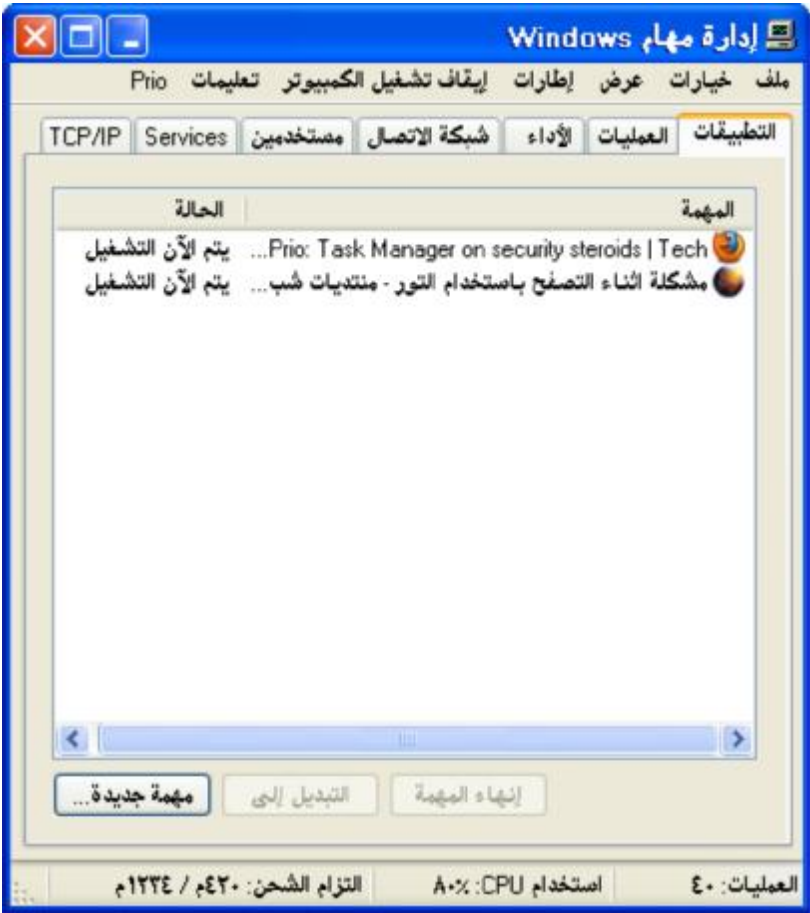 إدارة مهام Windows
ملف خيارات عرض إطارات إيقاف تشغيل الكمبيوتر تعليمات Prio
التطبيقات العمليات الأداء شبكة الاتصال مستخدمين Services TCP/IP
المهمة الحالة
Prio: Task Manager on security steroids | Tech... يتم الآن التشغيل
مشكلة اثناء التصفح باستخدام التور - منتديات شب... يتم الآن التشغيل
إنهاء المهمة التبديل إلى مهمة جديدة...
العمليات: ٤٠ استخدام CPU: ٨٠% التزام الشحن: ٤٢٠م / ١٢٣٤م